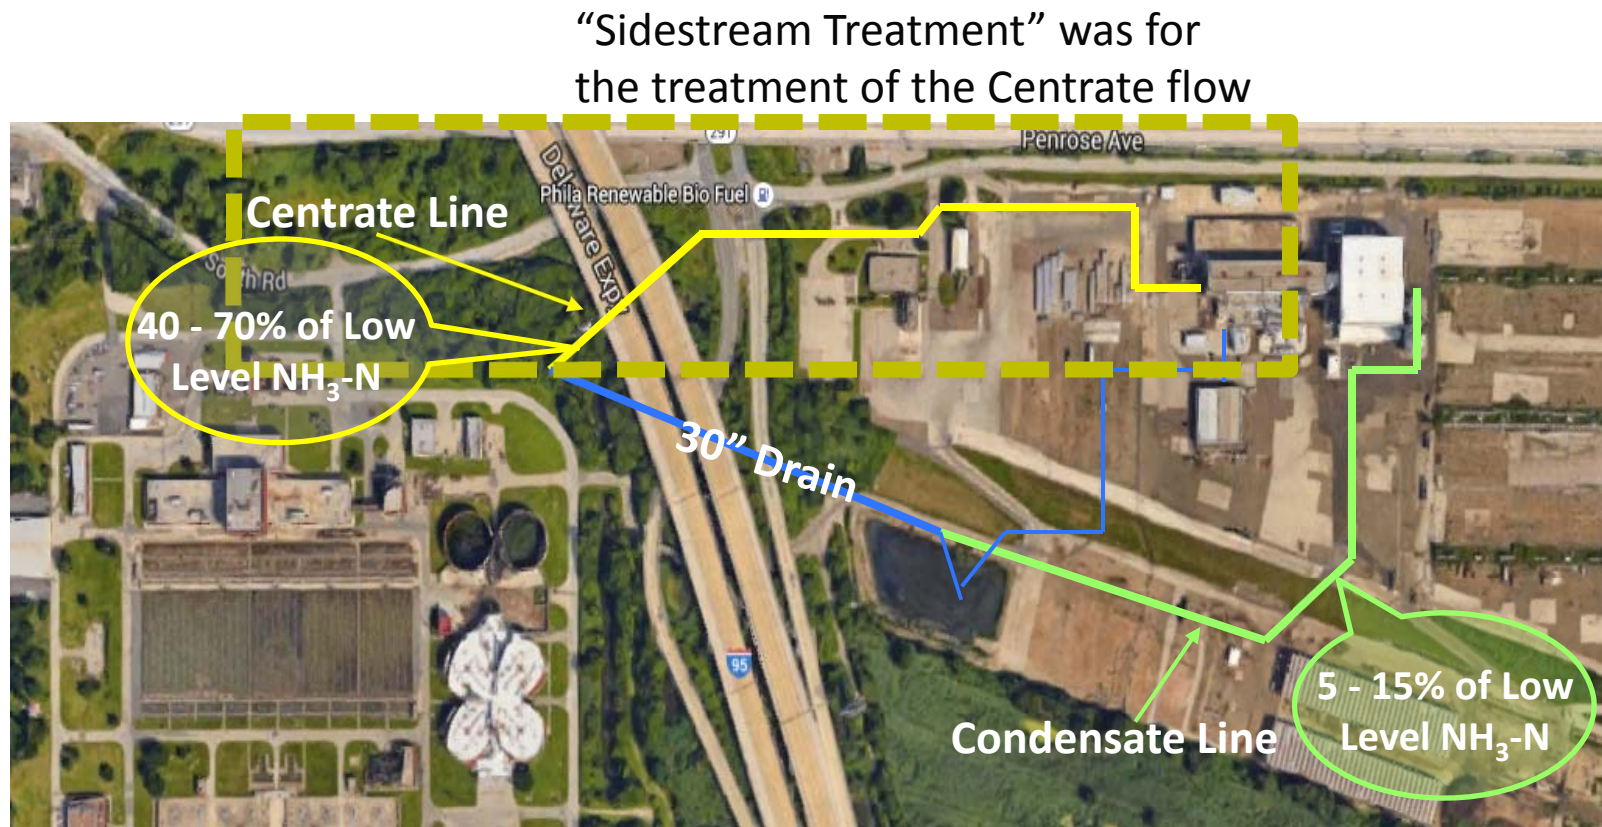 “Sidestream Treatment” was for
the treatment of the Centrate flow
291
Penrose Ave
Phila Renewable Bio Fuel
Delaware Expy
Centrate Line
South Rd
40 - 70% of Low
Level NH₃-N
30” Drain
95
5 - 15% of Low
Level NH₃-N
Condensate Line